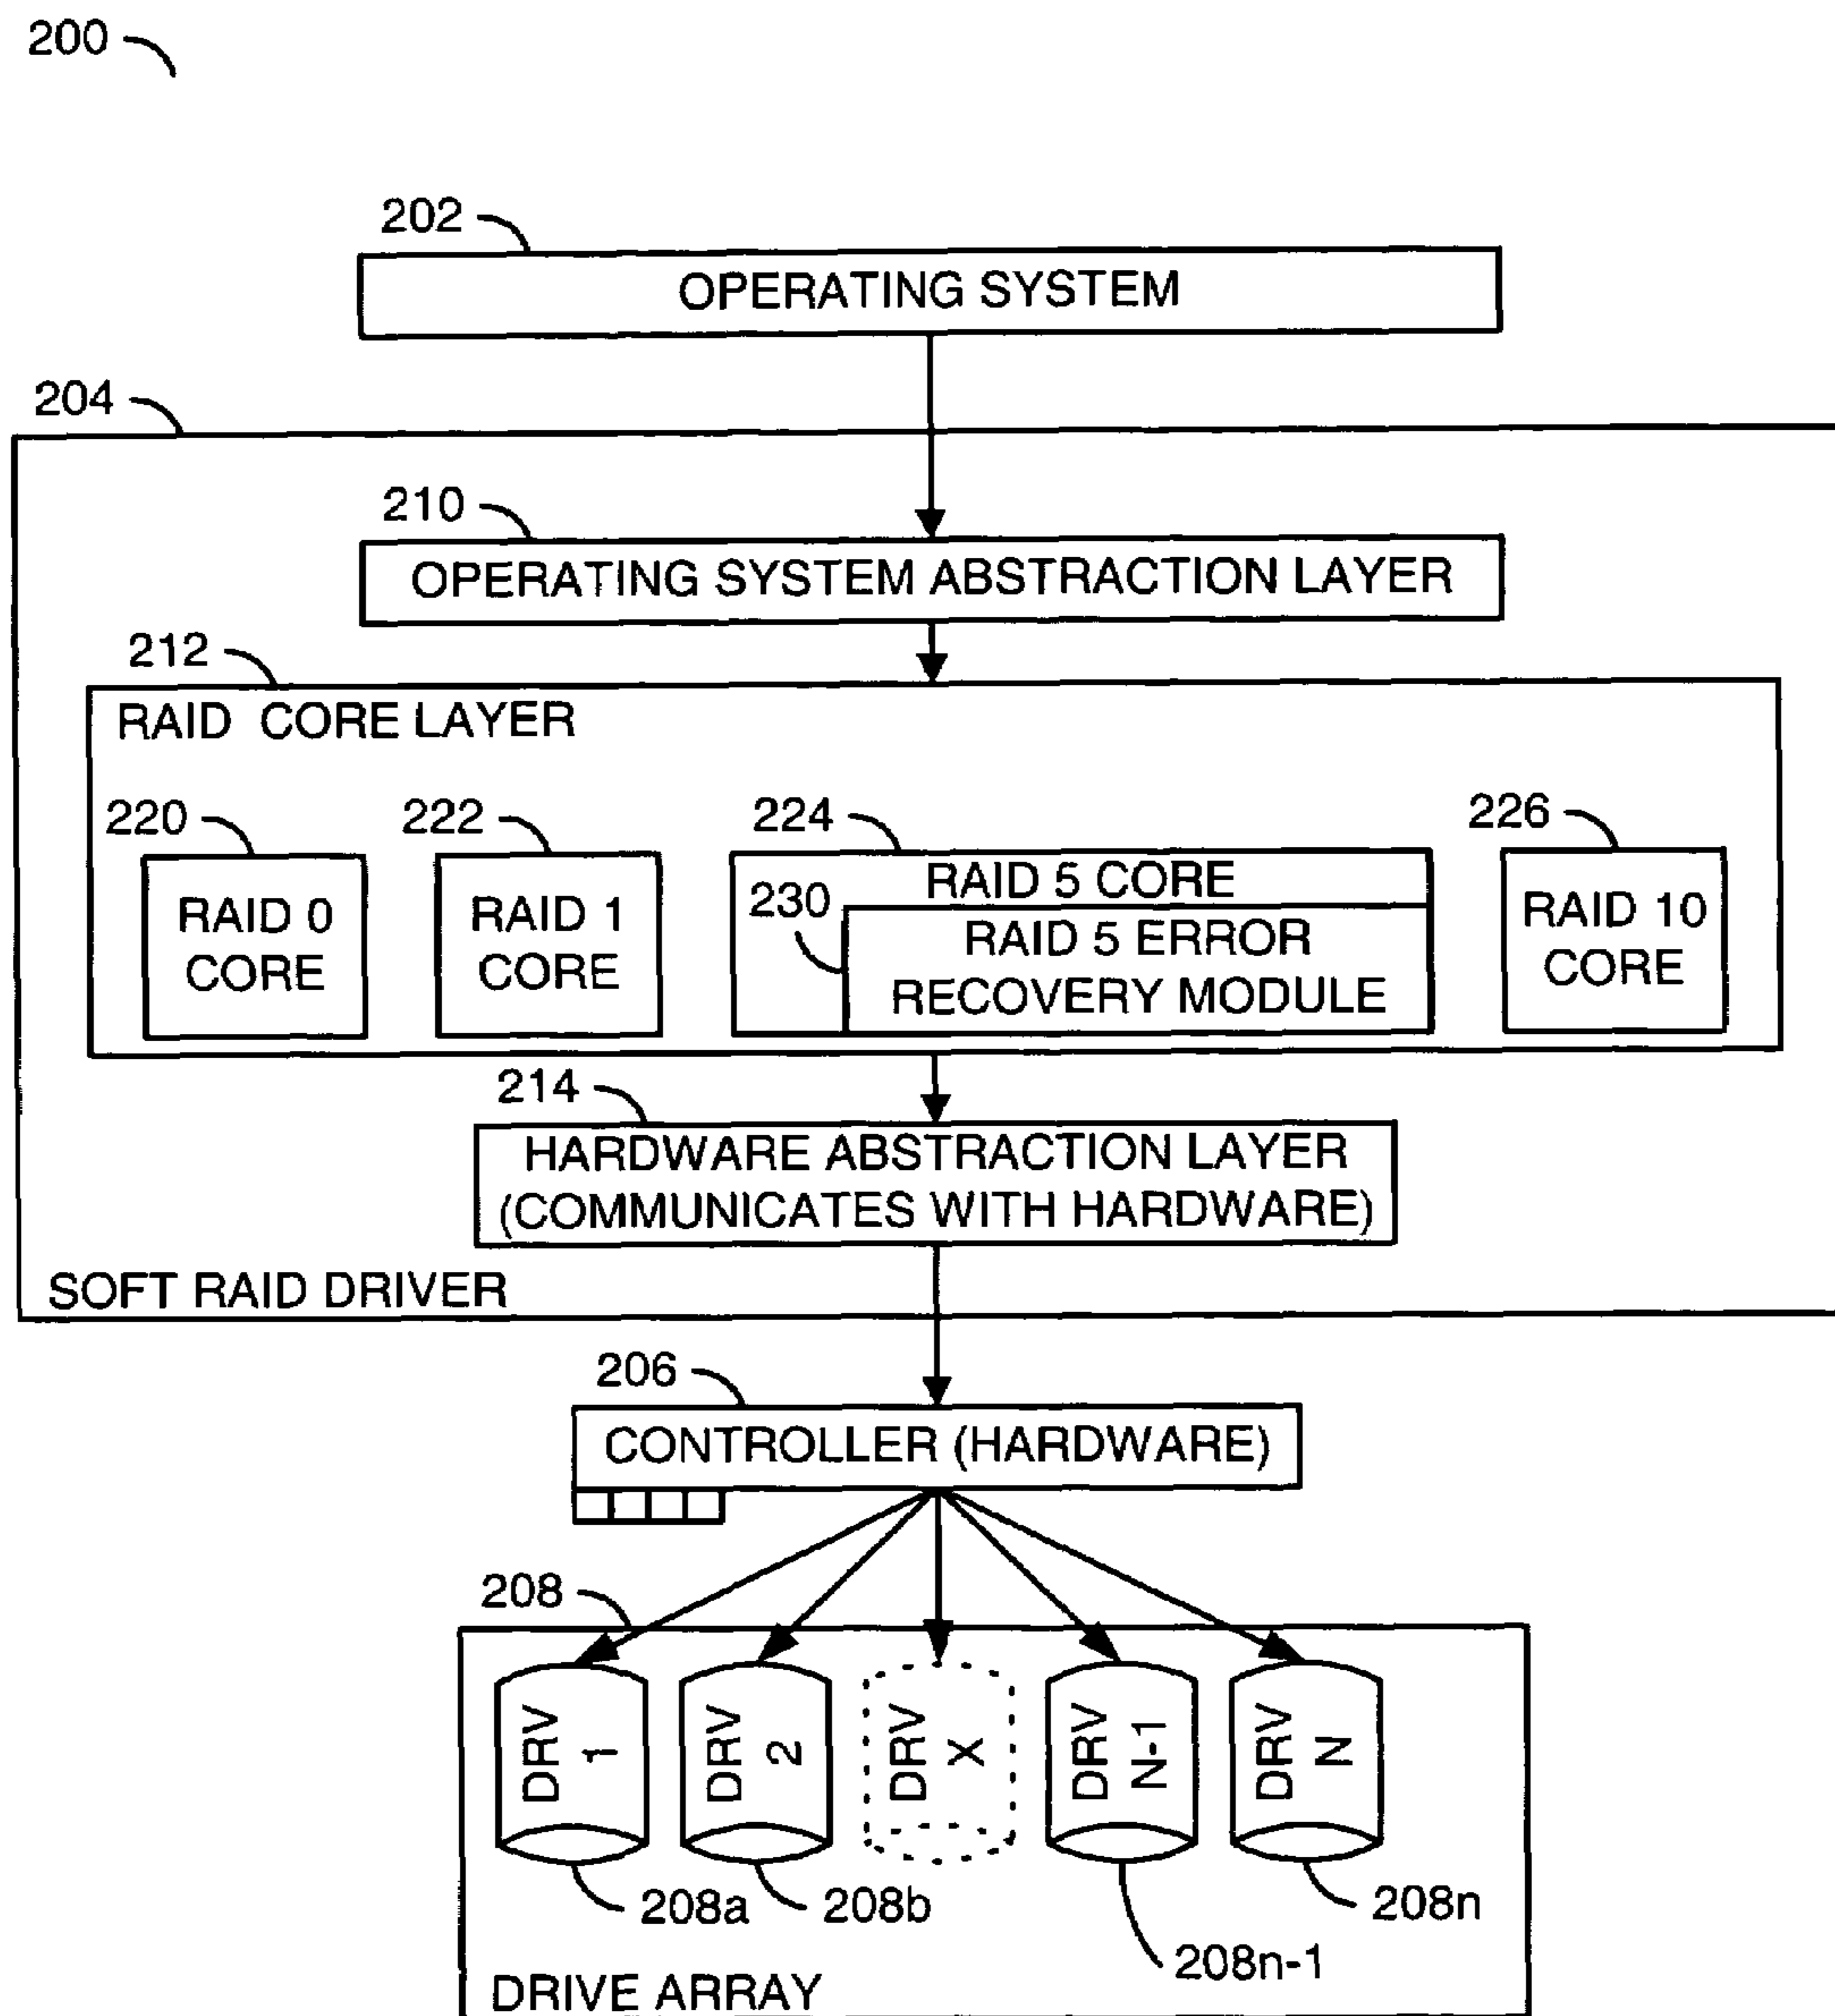 200
202
OPERATING SYSTEM
204
210
OPERATING SYSTEM ABSTRACTION LAYER
212
RAID CORE LAYER
220
222
224
226
RAID 0
CORE
RAID 1
CORE
RAID 5 CORE
230
RAID 5 ERROR
RECOVERY MODULE
RAID 10
CORE
214
HARDWARE ABSTRACTION LAYER
(COMMUNICATES WITH HARDWARE)
SOFT RAID DRIVER
206
CONTROLLER (HARDWARE)
208
DRV
1
DRV
2
DRV
X
DRV
N-1
DRV
N
208a
208b
208n
208n-1
DRIVE ARRAY